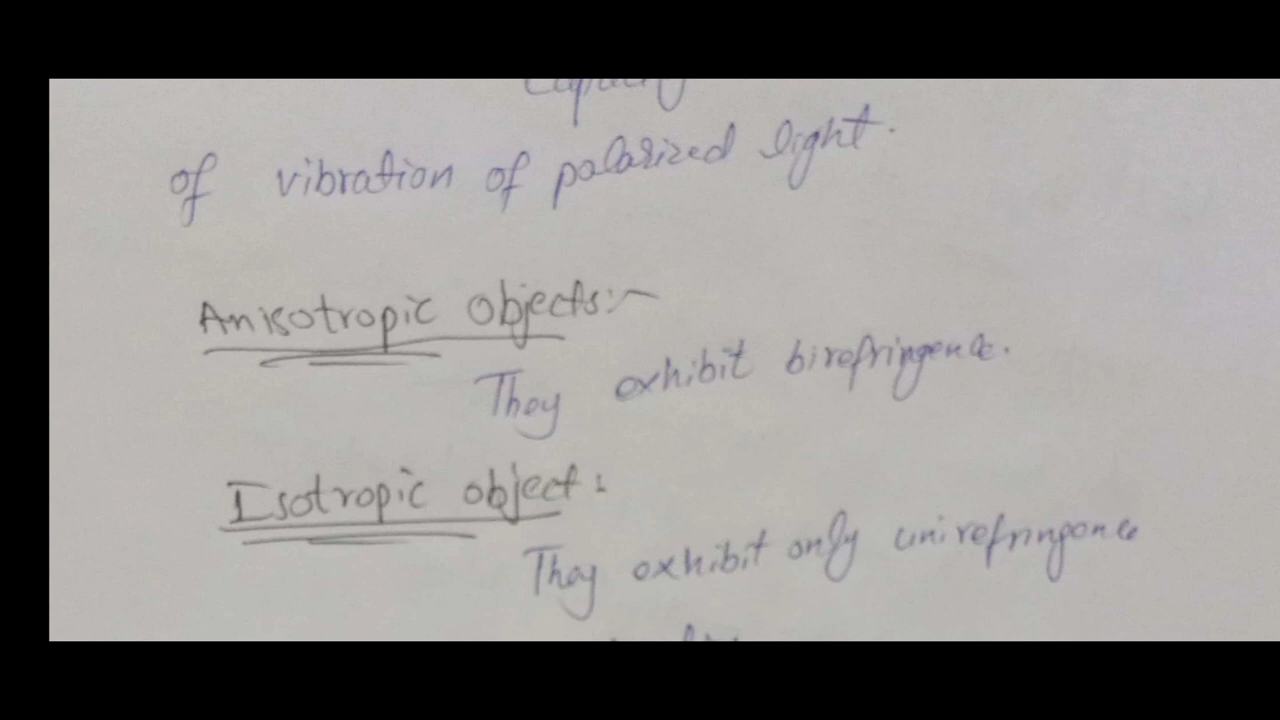 of vibration of polarized light.
Anisotropic Objects:-
They exhibit birefringence.
Isotropic object:
They exhibit only unirefringence